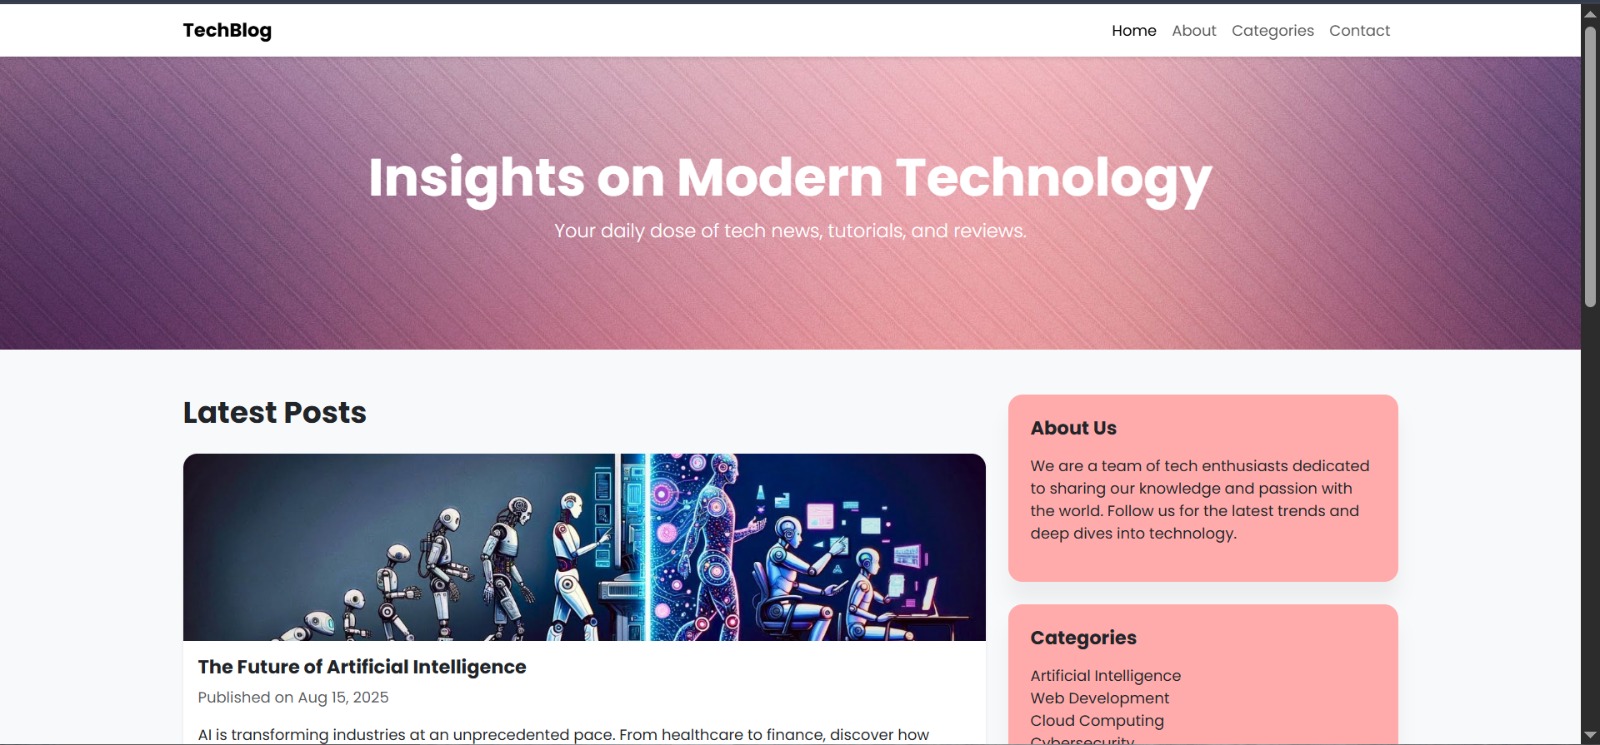 TechBlog
Home About Categories Contact
Insights on Modern Technology
Your daily dose of tech news, tutorials, and reviews.
Latest Posts
The Future of Artificial Intelligence
Published on Aug 15, 2025
AI is transforming industries at an unprecedented pace. From healthcare to finance, discover how
About Us
We are a team of tech enthusiasts dedicated
to sharing our knowledge and passion with
the world. Follow us for the latest trends and
deep dives into technology.
Categories
Artificial Intelligence
Web Development
Cloud Computing
Cybersecurity